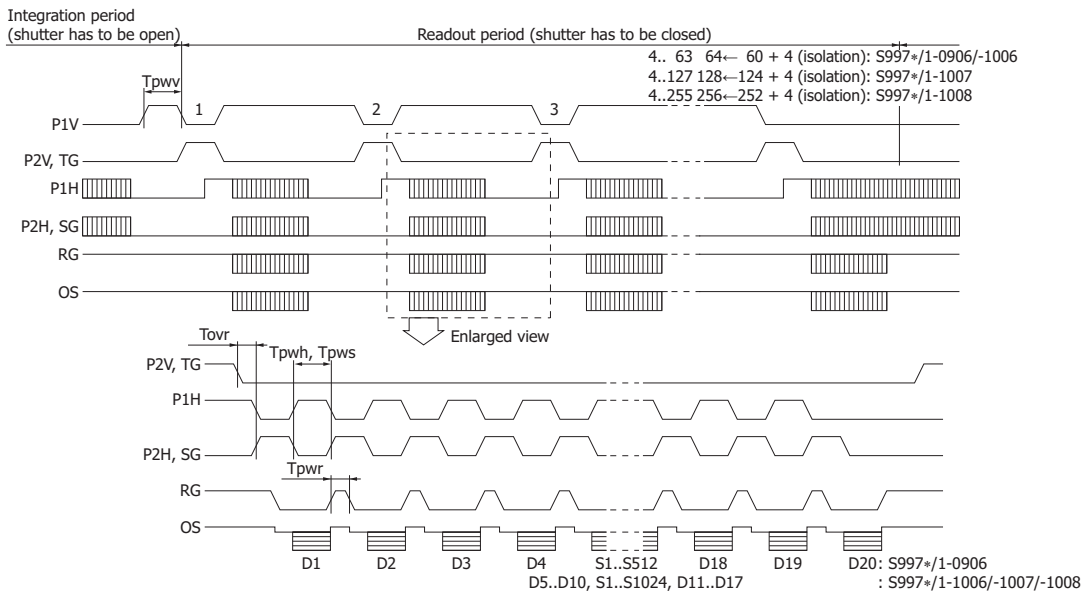 Integration period
(shutter has to be open)
Readout period (shutter has to be closed)
4.. 63 64← 60 + 4 (isolation): S997*/1-0906/-1006
4..127 128←124 + 4 (isolation): S997*/1-1007
4..255 256←252 + 4 (isolation): S997*/1-1008
Tpwv
P1V 1 2 3
P2V, TG
P1H
P2H, SG
RG
OS
Enlarged view
Tovr
Tpwh, Tpws
P2V, TG
P1H
P2H, SG
Tpwr
RG
OS
D1 D2 D3 D4 S1..S512 D18 D19 D20: S997*/1-0906
D5..D10, S1..S1024, D11..D17 : S997*/1-1006/-1007/-1008